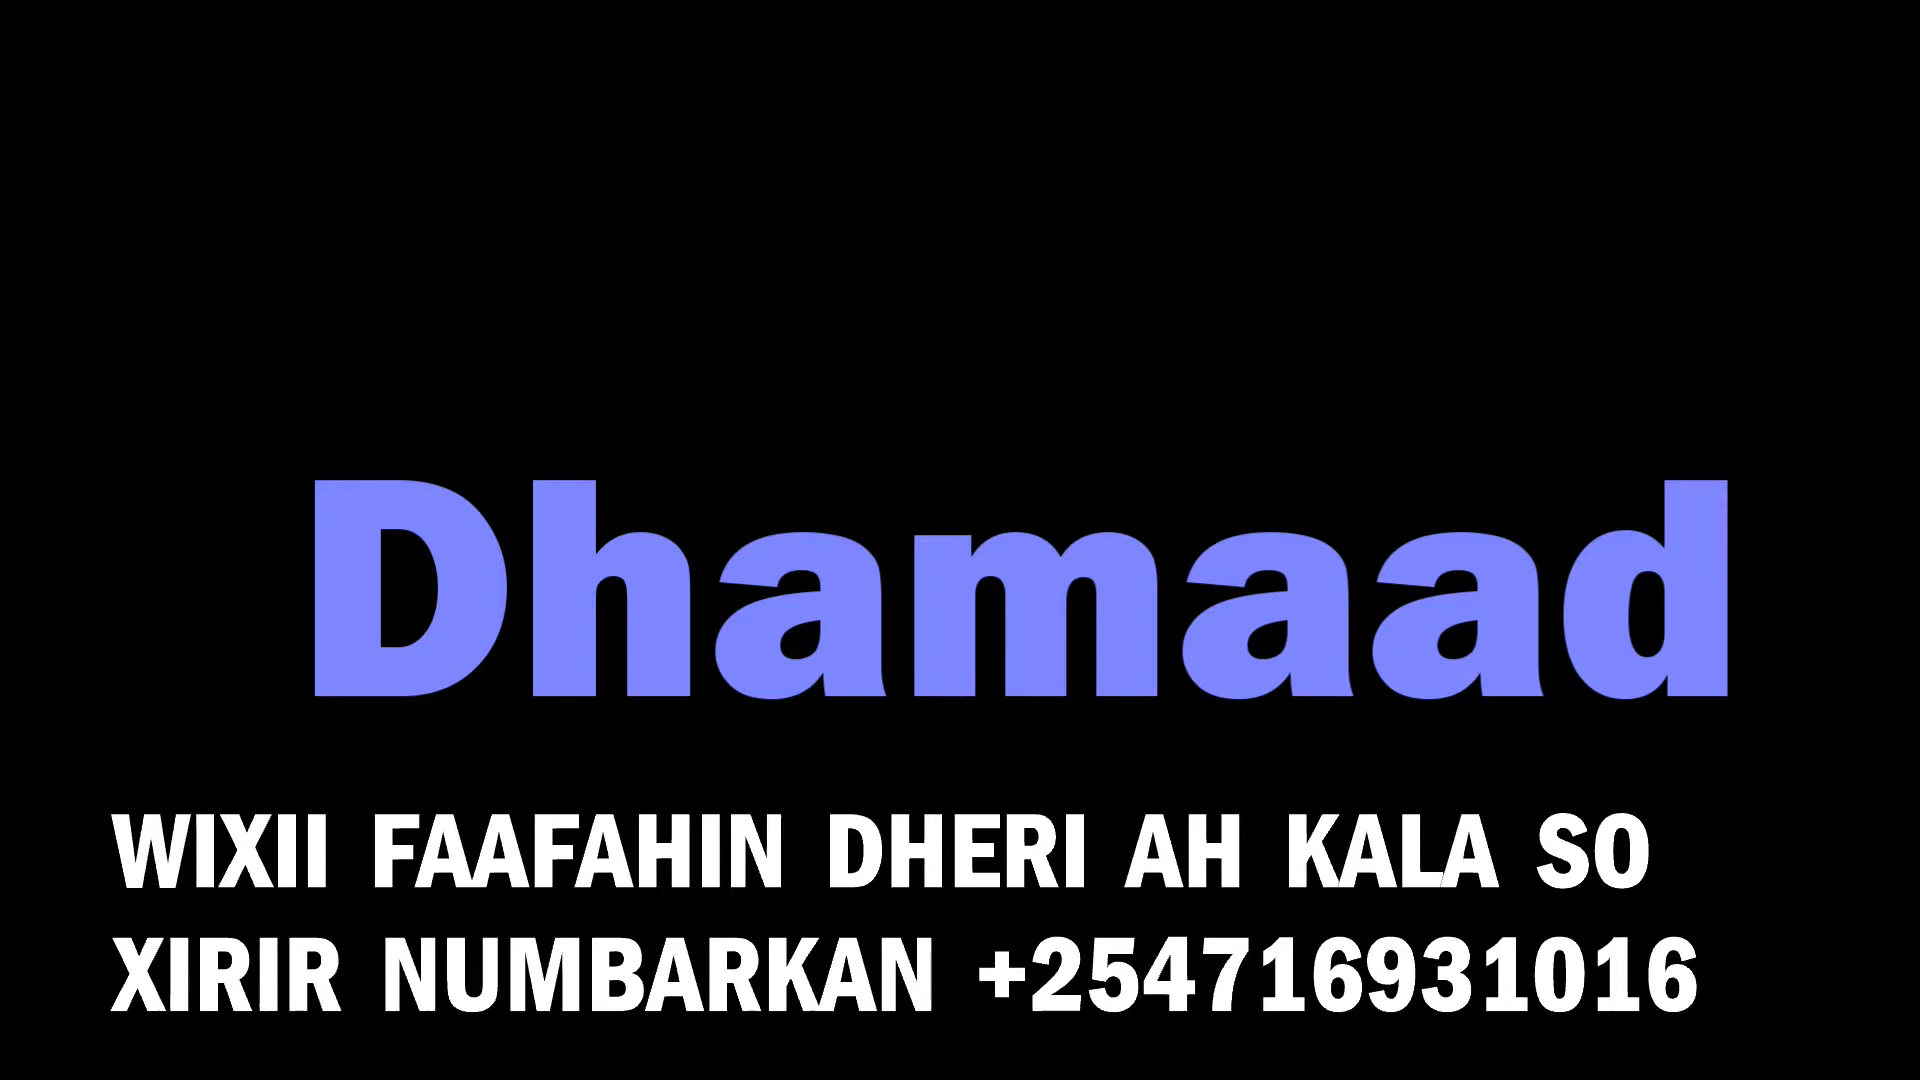 Dhamaad
WIXII FAAFAHIN DHERI AH KALA SO
XIRIR NUMBARKAN +254716931016